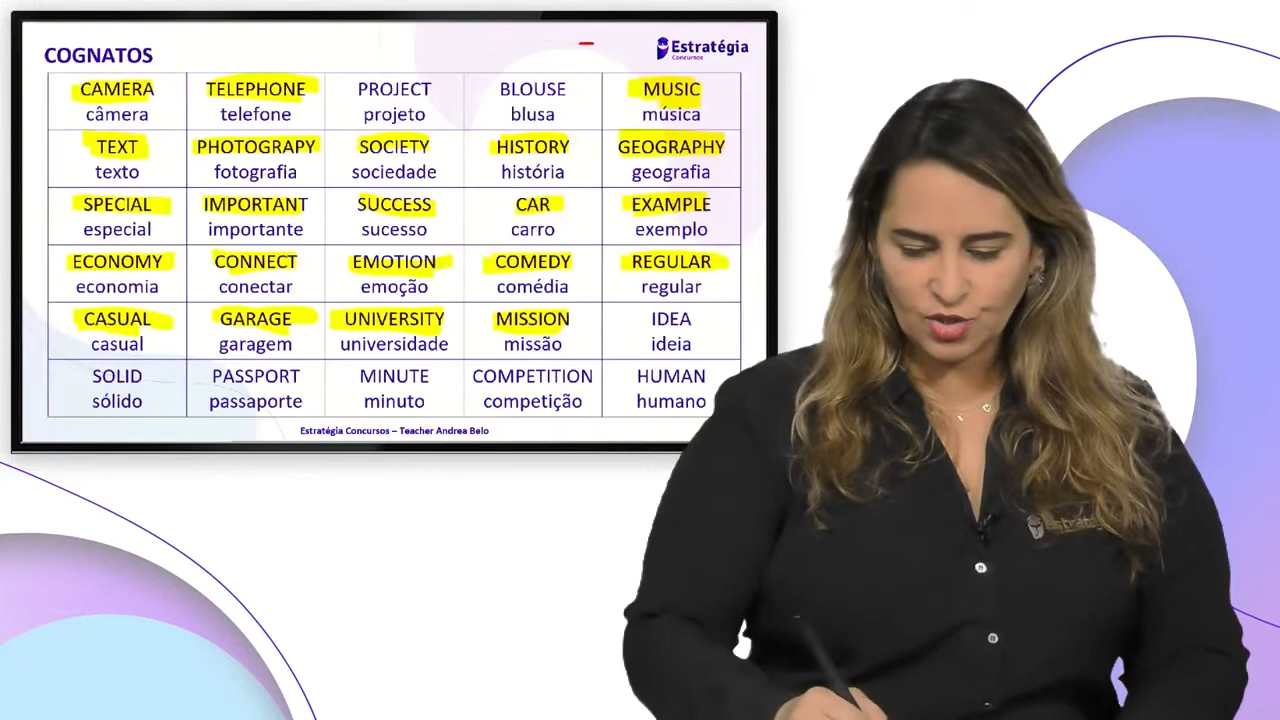 COGNATOS
Estratégia
Concursos
CAMERA TELEPHONE PROJECT BLOUSE MUSIC
câmera telefone projeto blusa música
TEXT PHOTOGRAPY SOCIETY HISTORY GEOGRAPHY
texto fotografia sociedade história geografia
SPECIAL IMPORTANT SUCCESS CAR EXAMPLE
especial importante sucesso carro exemplo
ECONOMY CONNECT EMOTION COMEDY REGULAR
economia conectar emoção comédia regular
CASUAL GARAGE UNIVERSITY MISSION IDEA
casual garagem universidade missão ideia
SOLID PASSPORT MINUTE COMPETITION HUMAN
sólido passaporte minuto competição humano
Estratégia Concursos – Teacher Andrea Belo